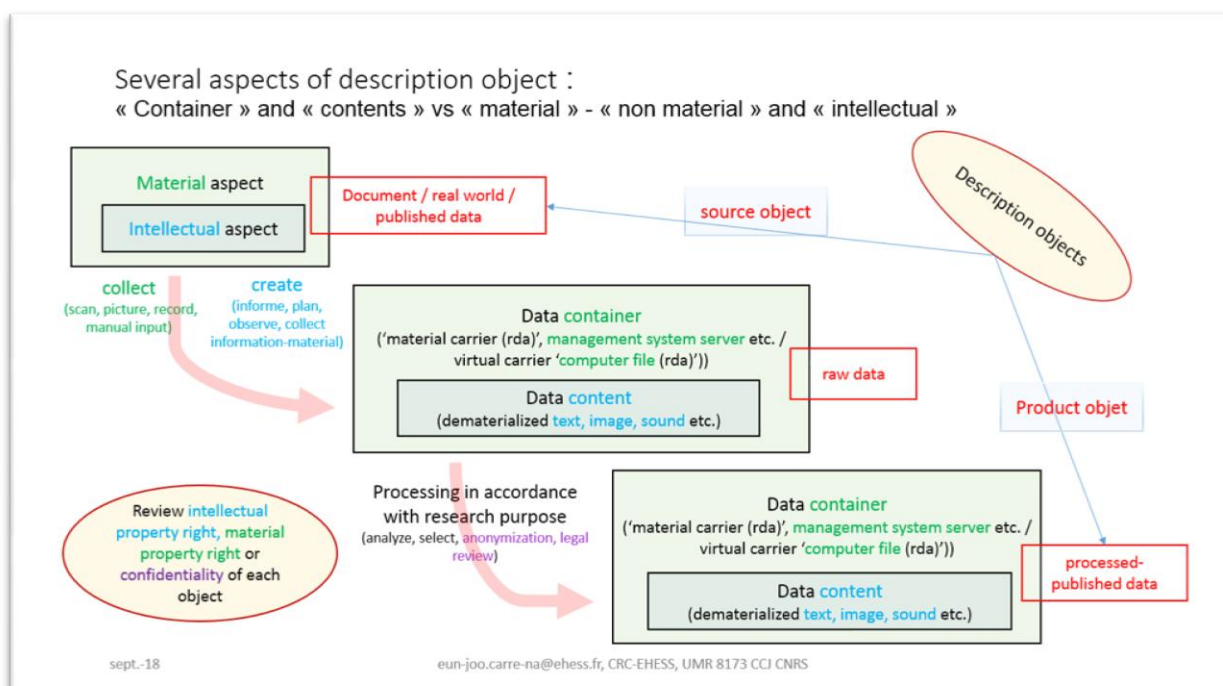 Several aspects of description object :
« Container » and « contents » vs « material » - « non material » and « intellectual »
Material aspect
Intellectual aspect
Document / real world /
published data
source object
Description objects
collect
(scan, picture, record,
manual input)
create
(informe, plan,
observe, collect
information-material)
Data container
('material carrier (rda)', management system server etc. /
virtual carrier 'computer file (rda)'))
Data content
(dematerialized text, image, sound etc.)
raw data
Product objet
Review intellectual
property right, material
property right or
confidentiality of each
object
Processing in accordance
with research purpose
(analyze, select, anonymization, legal
review)
Data container
('material carrier (rda)', management system server etc. /
virtual carrier 'computer file (rda)'))
Data content
(dematerialized text, image, sound etc.)
processed-
published data
sept.-18
eun-joo.carre-na@ehess.fr, CRC-EHESS, UMR 8173 CCJ CNRS